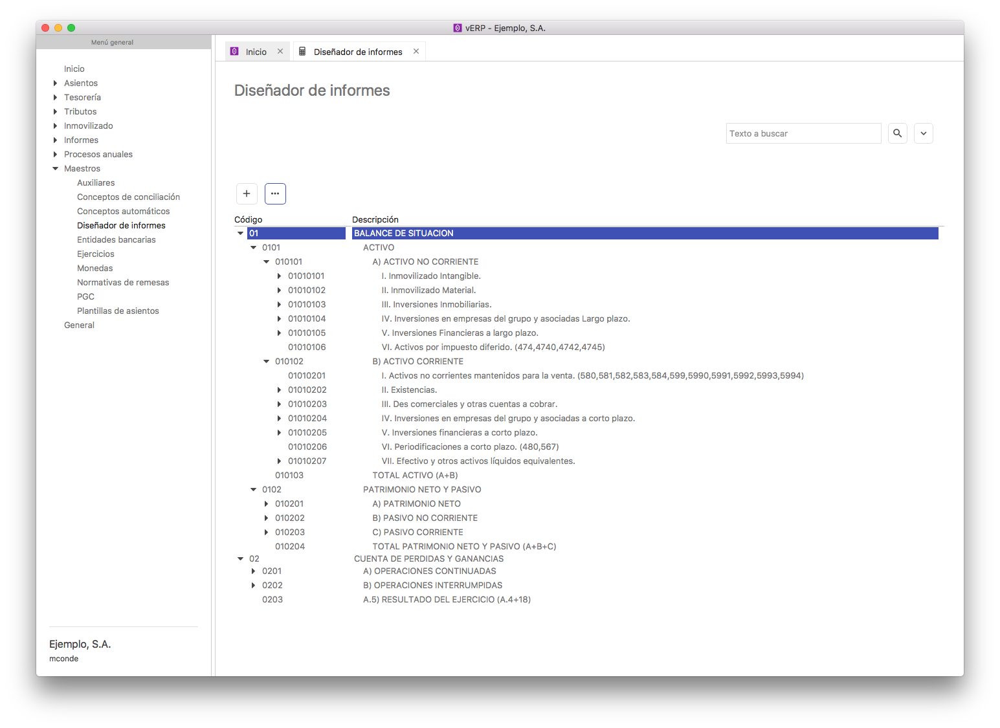 vERP - Ejemplo, S.A.
Menú general
Inicio
Asientos
Tesorería
Tributos
Inmovilizado
Informes
Procesos anuales
Maestros
Auxiliares
Conceptos de conciliación
Conceptos automáticos
Diseñador de informes
Entidades bancarias
Ejercicios
Monedas
Normativas de remesas
PGC
Plantillas de asientos
General
Ejemplo, S.A.
mconde
Inicio Diseñador de informes
Diseñador de informes
Texto a buscar
Código Descripción
01 BALANCE DE SITUACION
0101 ACTIVO
010101 A) ACTIVO NO CORRIENTE
01010101 I. Inmovilizado Intangible.
01010102 II. Inmovilizado Material.
01010103 III. Inversiones Inmobiliarias.
01010104 IV. Inversiones en empresas del grupo y asociadas Largo plazo.
01010105 V. Inversiones Financieras a largo plazo.
01010106 VI. Activos por impuesto diferido. (474,4740,4742,4745)
010102 B) ACTIVO CORRIENTE
01010201 I. Activos no corrientes mantenidos para la venta. (580,581,582,583,584,599,5990,5991,5992,5993,5994)
01010202 II. Existencias.
01010203 III. Des comerciales y otras cuentas a cobrar.
01010204 IV. Inversiones en empresas del grupo y asociadas a corto plazo.
01010205 V. Inversiones financieras a corto plazo.
01010206 VI. Periodificaciones a corto plazo. (480,567)
01010207 VII. Efectivo y otros activos líquidos equivalentes.
010103 TOTAL ACTIVO (A+B)
0102 PATRIMONIO NETO Y PASIVO
010201 A) PATRIMONIO NETO
010202 B) PASIVO NO CORRIENTE
010203 C) PASIVO CORRIENTE
010204 TOTAL PATRIMONIO NETO Y PASIVO (A+B+C)
02 CUENTA DE PERDIDAS Y GANANCIAS
0201 A) OPERACIONES CONTINUADAS
0202 B) OPERACIONES INTERRUMPIDAS
0203 A.5) RESULTADO DEL EJERCICIO (A.4+18)